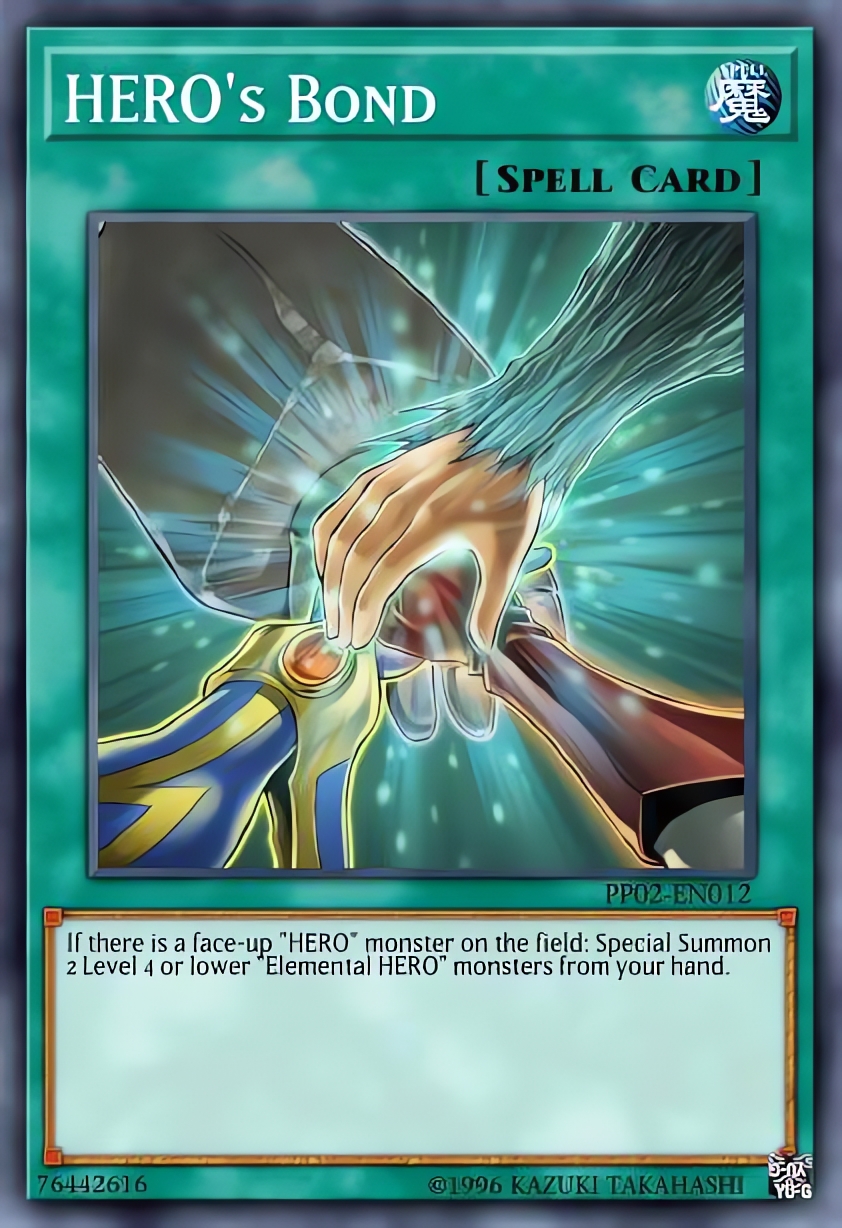 HERO's Bond
魔
[Spell Card]
PP02-EN012
If there is a face-up "HERO" monster on the field: Special Summon
2 Level 4 or lower "Elemental HERO" monsters from your hand.
76442616
©1996 KAZUKI TAKAHASHI